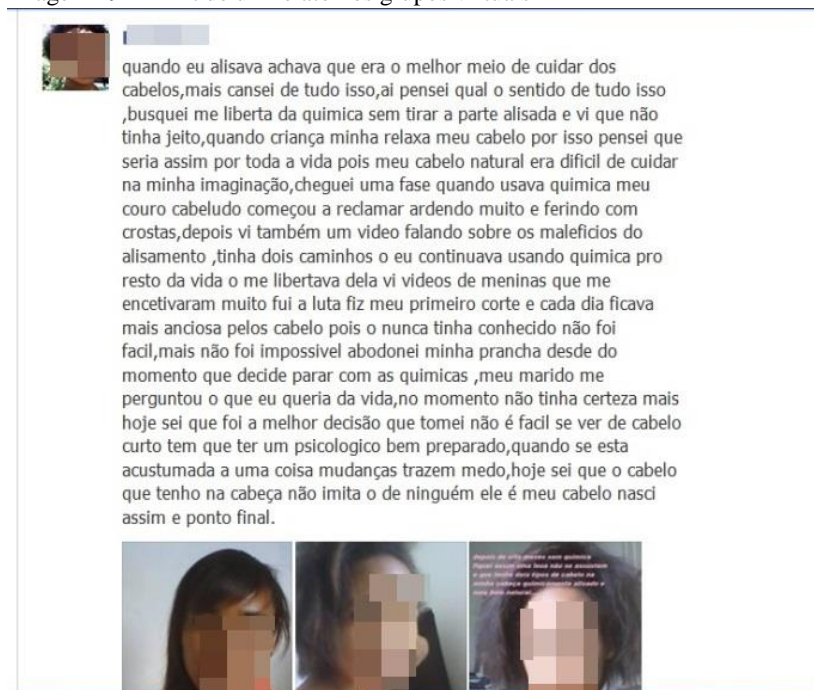 quando eu alisava achava que era o melhor meio de cuidar dos
cabelos,mais cansei de tudo isso,ai pensei qual o sentido de tudo isso
,busquei me liberta da quimica sem tirar a parte alisada e vi que não
tinha jeito,quando criança minha relaxa meu cabelo por isso pensei que
seria assim por toda a vida pois meu cabelo natural era dificil de cuidar
na minha imaginação,cheguei uma fase quando usava quimica meu
couro cabeludo começou a reclamar ardendo muito e ferindo com
crostas,depois vi também um video falando sobre os maleficios do
alisamento ,tinha dois caminhos o eu continuava usando quimica pro
resto da vida o me libertava dela vi videos de meninas que me
encetivaram muito fui a luta fiz meu primeiro corte e cada dia ficava
mais anciosa pelos cabelo pois o nunca tinha conhecido não foi
facil,mais não foi impossivel abodonei minha prancha desde do
momento que decide parar com as quimicas ,meu marido me
perguntou o que eu queria da vida,no momento não tinha certeza mais
hoje sei que foi a melhor decisão que tomei não é facil se ver de cabelo
curto tem que ter um psicologico bem preparado,quando se esta
acustumada a uma coisa mudanças trazem medo,hoje sei que o cabelo
que tenho na cabeça não imita o de ninguém ele é meu cabelo nasci
assim e ponto final.
depois de oito meses sem quimica